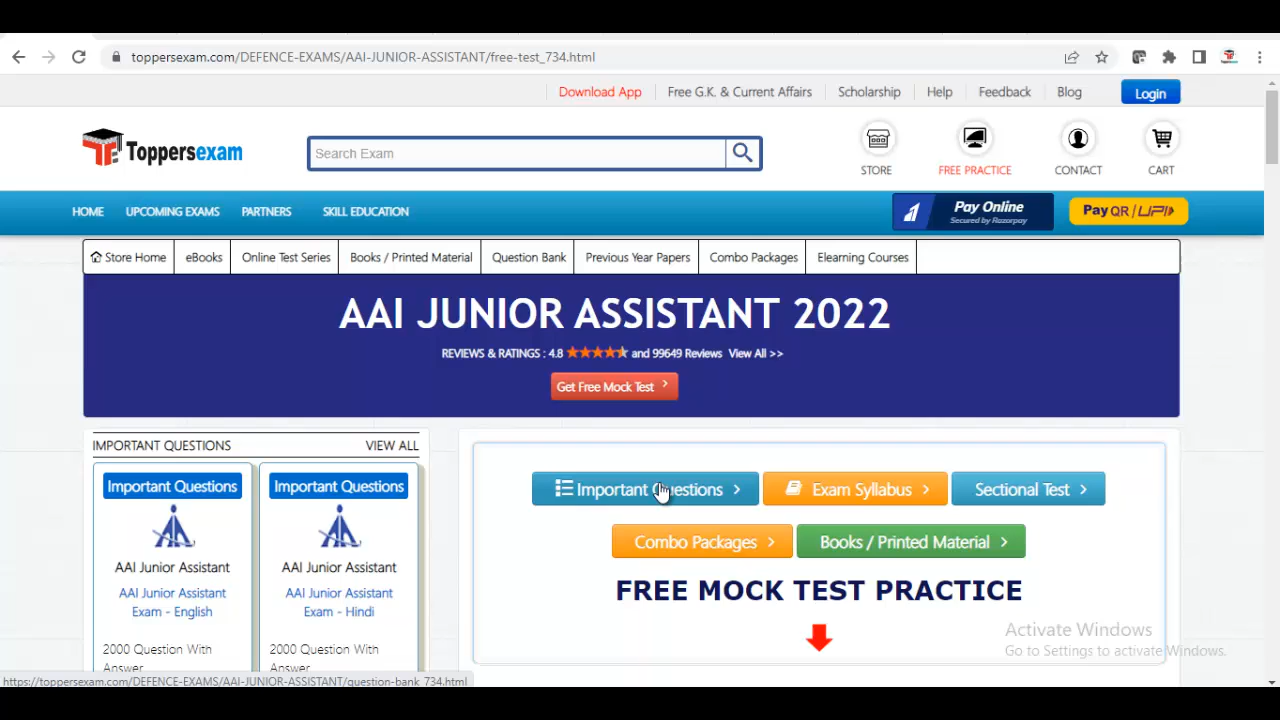 toppersexam.com/DEFENCE-EXAMS/AAI-JUNIOR-ASSISTANT/free-test_734.html
Download App Free G.K. & Current Affairs Scholarship Help Feedback Blog Login
Toppersexam
Search Exam
STORE FREE PRACTICE CONTACT CART
HOME UPCOMING EXAMS PARTNERS SKILL EDUCATION
Pay Online
Secured by Razorpay
Pay QR / UPI
Store Home eBooks Online Test Series Books / Printed Material Question Bank Previous Year Papers Combo Packages Elearning Courses
AAI JUNIOR ASSISTANT 2022
REVIEWS & RATINGS : 4.8 and 99649 Reviews View All >>
Get Free Mock Test
IMPORTANT QUESTIONS VIEW ALL
Important Questions Important Questions
AAI Junior Assistant AAI Junior Assistant
AAI Junior Assistant AAI Junior Assistant
Exam - English Exam - Hindi
2000 Question With 2000 Question With
Answer Answer
Important Questions Exam Syllabus Sectional Test
Combo Packages Books / Printed Material
FREE MOCK TEST PRACTICE
Activate Windows
Go to Settings to activate Windows.
https://toppersexam.com/DEFENCE-EXAMS/AAI-JUNIOR-ASSISTANT/question-bank_734.html